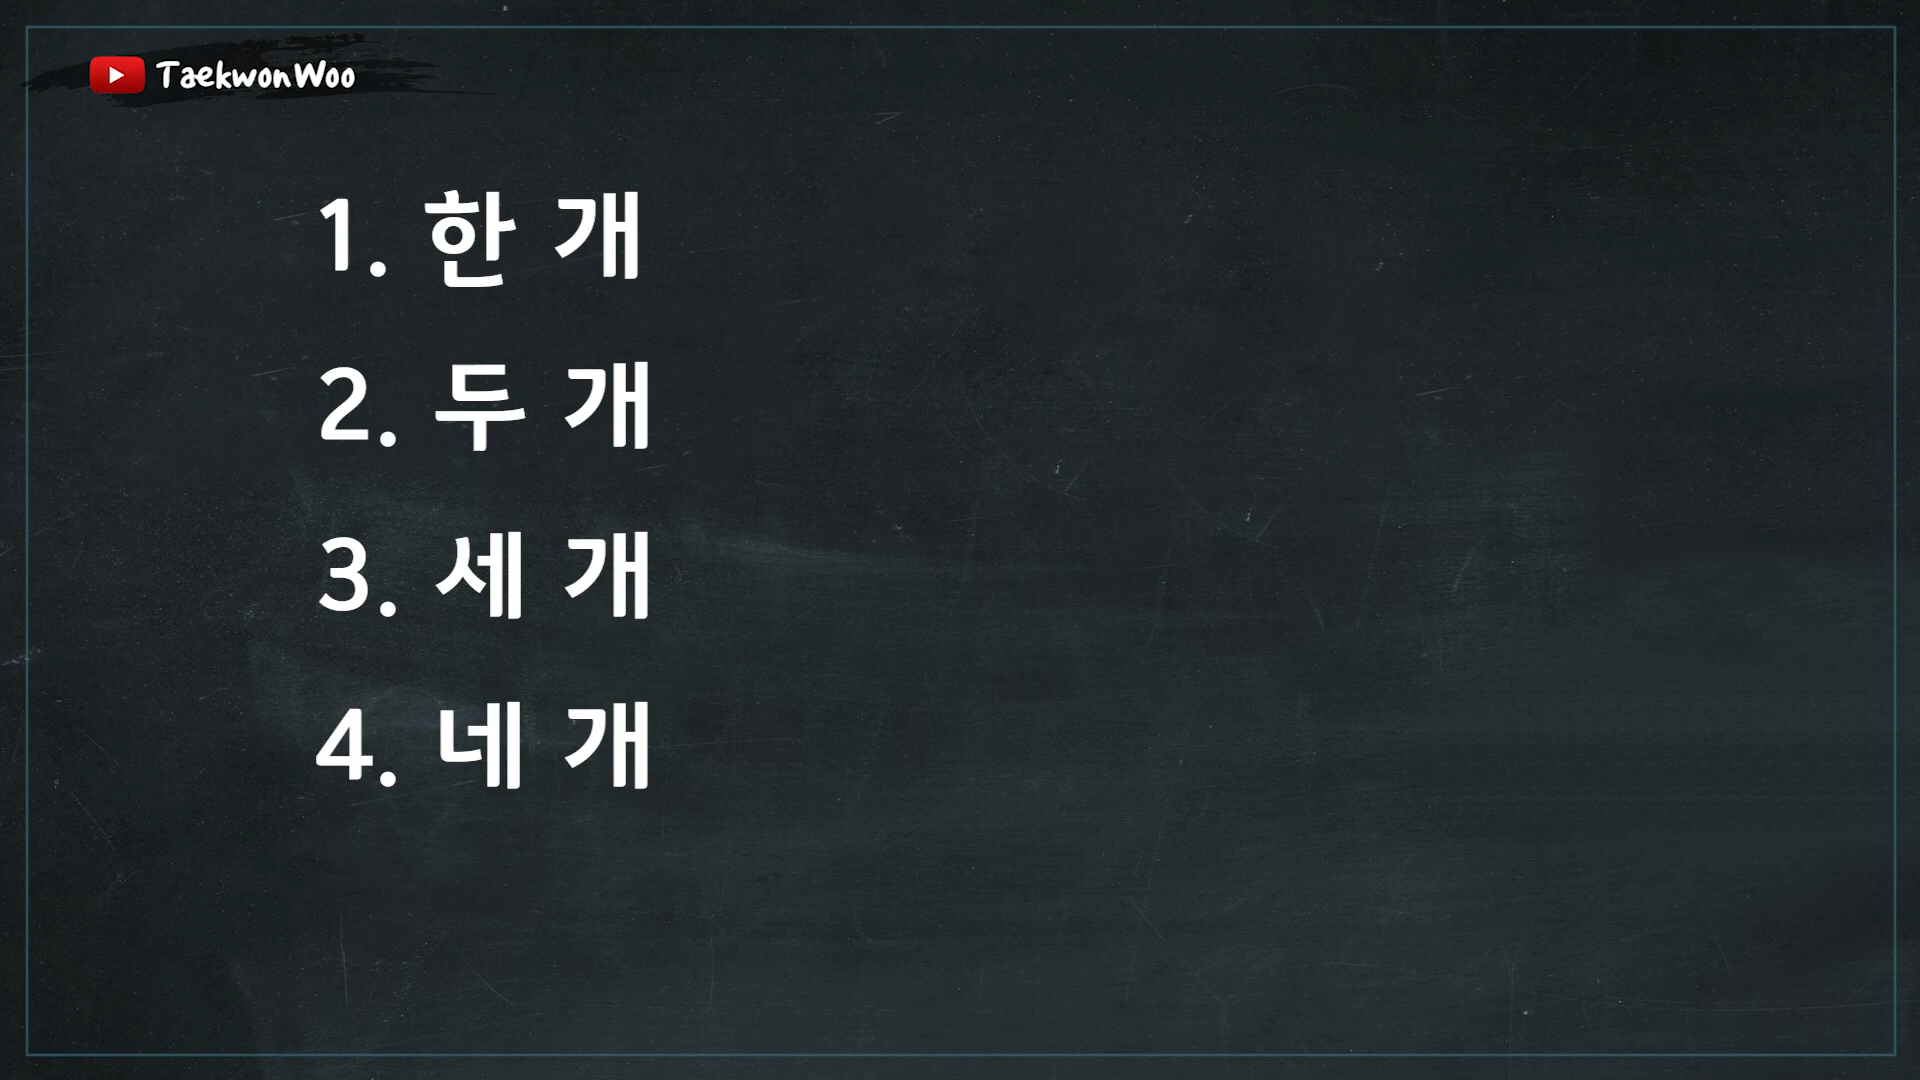 TaekwonWoo
1. 한 개
2. 두 개
3. 세 개
4. 네 개